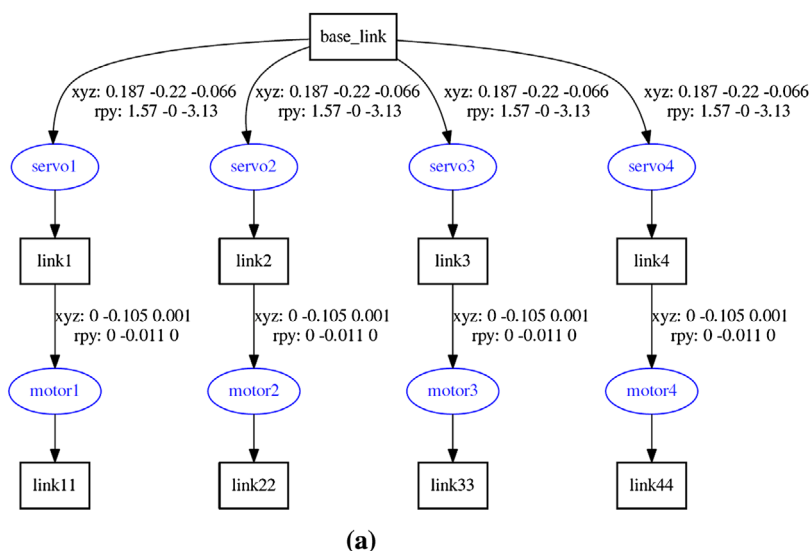 base_link
xyz: 0.187 -0.22 -0.066
rpy: 1.57 -0 -3.13
xyz: 0.187 -0.22 -0.066
rpy: 1.57 -0 -3.13
xyz: 0.187 -0.22 -0.066
rpy: 1.57 -0 -3.13
xyz: 0.187 -0.22 -0.066
rpy: 1.57 -0 -3.13
servo1
servo2
servo3
servo4
link1
link2
link3
link4
xyz: 0 -0.105 0.001
rpy: 0 -0.011 0
xyz: 0 -0.105 0.001
rpy: 0 -0.011 0
xyz: 0 -0.105 0.001
rpy: 0 -0.011 0
xyz: 0 -0.105 0.001
rpy: 0 -0.011 0
motor1
motor2
motor3
motor4
link11
link22
link33
link44
(a)